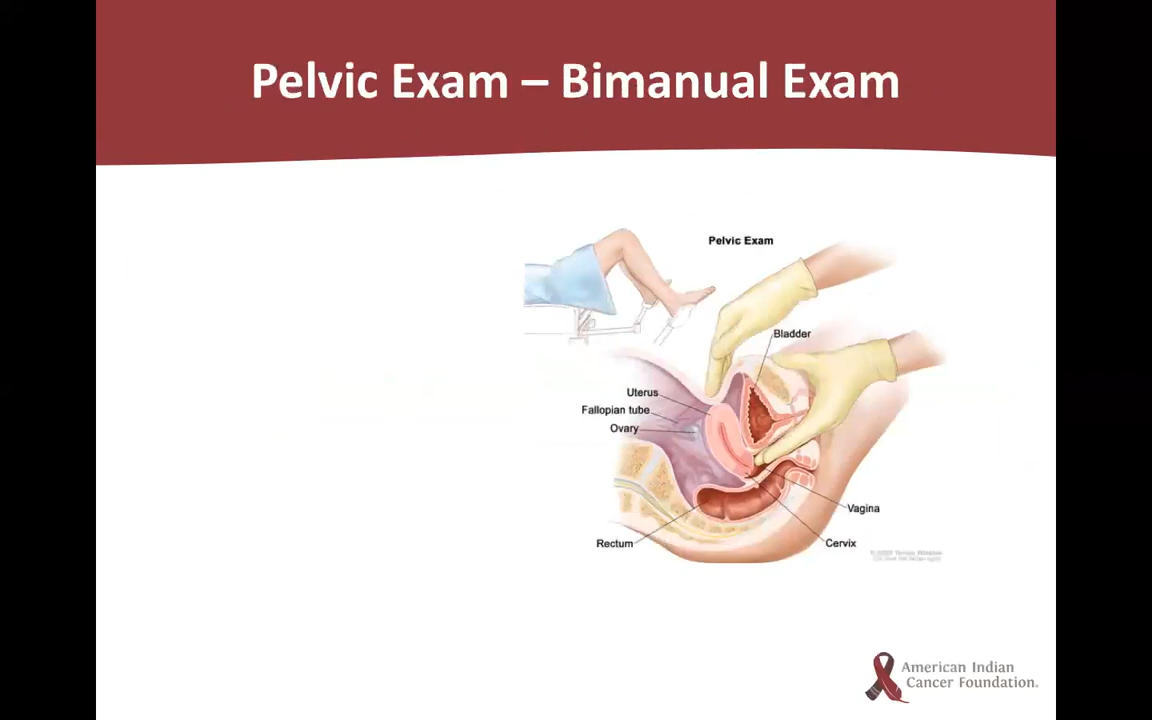 Pelvic Exam – Bimanual Exam
Pelvic Exam
Bladder
Uterus
Fallopian tube
Ovary
Vagina
Rectum
Cervix
American Indian
Cancer Foundation.